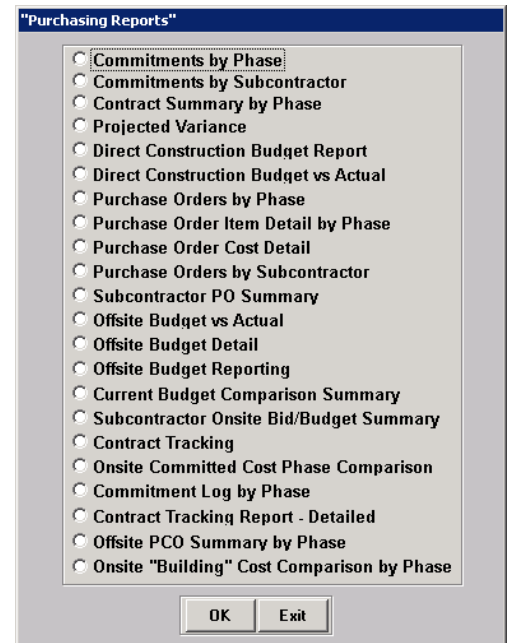 "Purchasing Reports"
Commitments by Phase
Commitments by Subcontractor
Contract Summary by Phase
Projected Variance
Direct Construction Budget Report
Direct Construction Budget vs Actual
Purchase Orders by Phase
Purchase Order Item Detail by Phase
Purchase Order Cost Detail
Purchase Orders by Subcontractor
Subcontractor PO Summary
Offsite Budget vs Actual
Offsite Budget Detail
Offsite Budget Reporting
Current Budget Comparison Summary
Subcontractor Onsite Bid/Budget Summary
Contract Tracking
Onsite Committed Cost Phase Comparison
Commitment Log by Phase
Contract Tracking Report - Detailed
Offsite PCO Summary by Phase
Onsite "Building" Cost Comparison by Phase
OK Exit